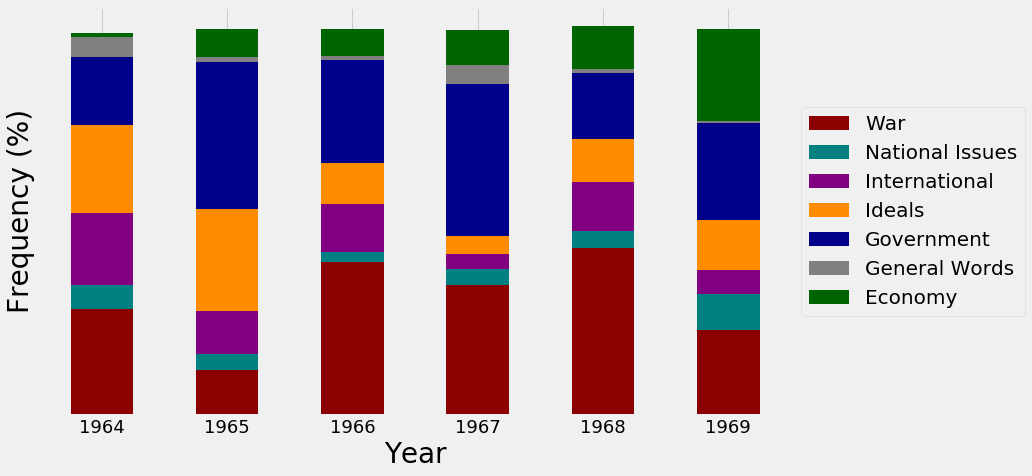 Frequency (%)
1964
1965
1966
1967
1968
1969
Year
War
National Issues
International
Ideals
Government
General Words
Economy